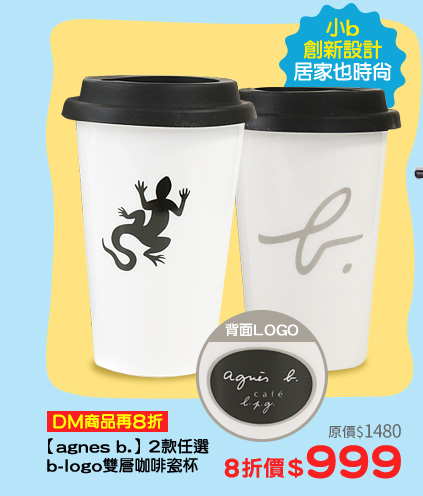 小b
創新設計
居家也時尚
b.
背面LOGO
agnès b.
café
l.p.g.
DM商品再8折
【agnes b.】2款任選
b-logo雙層咖啡瓷杯
原價$1480
8折價$999